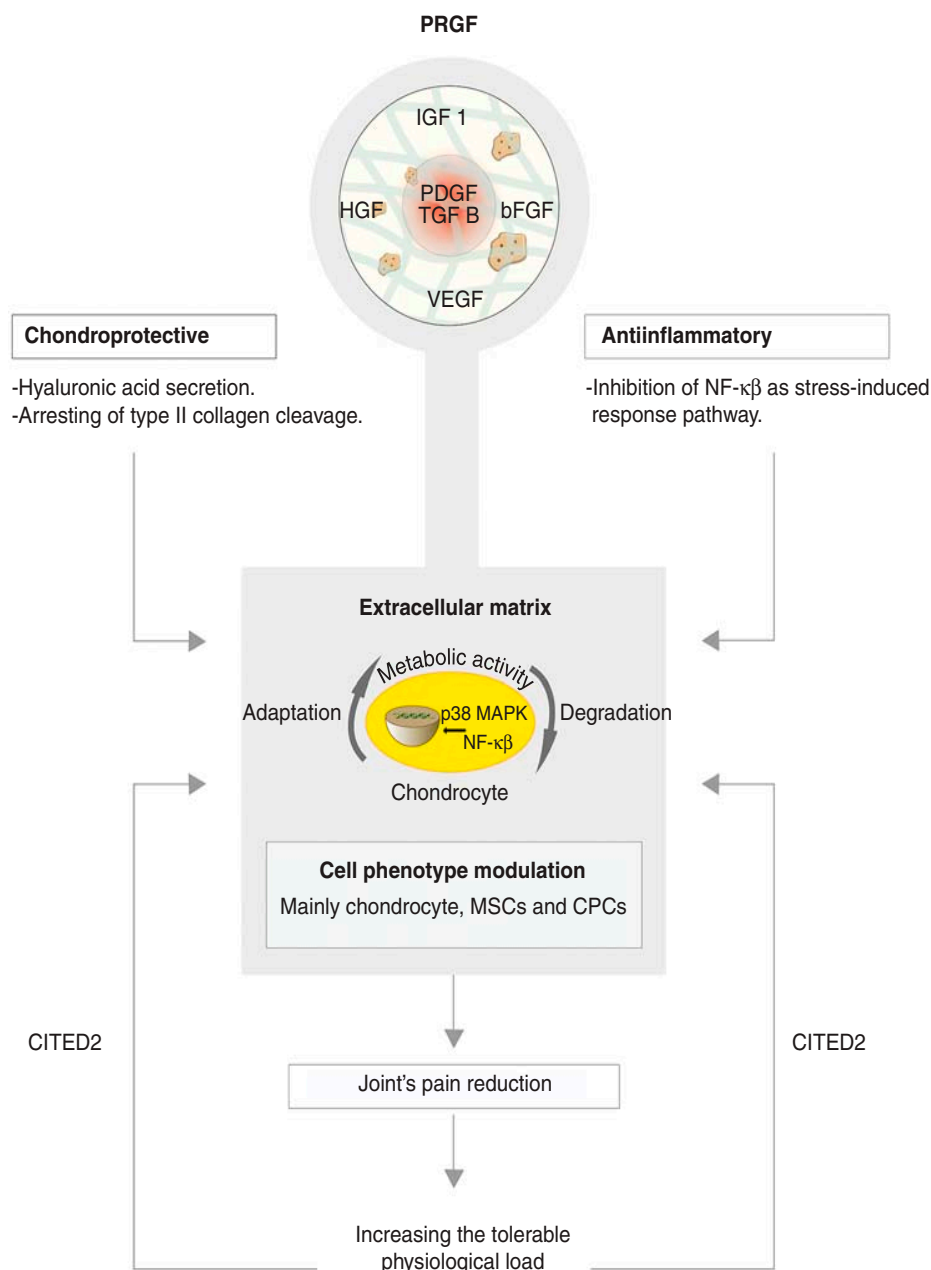 PRGF
IGF 1
PDGF
HGF
TGF B
bFGF
VEGF
Chondroprotective
-Hyaluronic acid secretion.
-Arresting of type II collagen cleavage.
Antiinflammatory
-Inhibition of NF-κβ as stress-induced
response pathway.
Extracellular matrix
Metabolic activity
Adaptation
p38 MAPK
NF-κβ
Degradation
Chondrocyte
Cell phenotype modulation
Mainly chondrocyte, MSCs and CPCs
CITED2
CITED2
Joint's pain reduction
Increasing the tolerable
physiological load